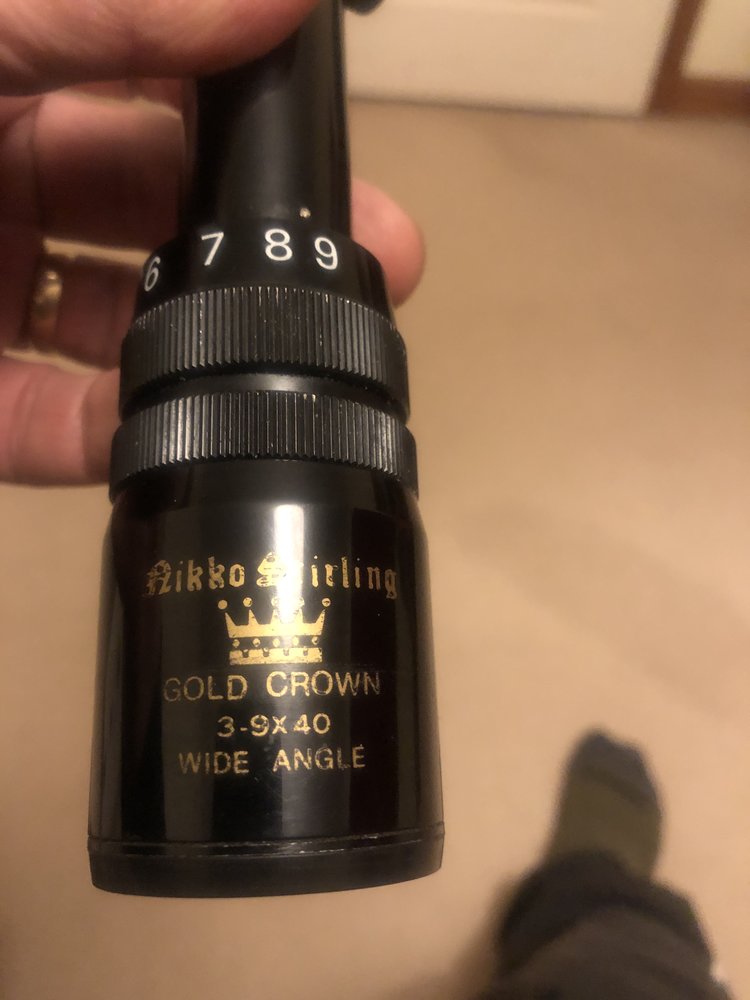 6 7 8 9
Nikko Stirling
GOLD CROWN
3-9X40
WIDE ANGLE